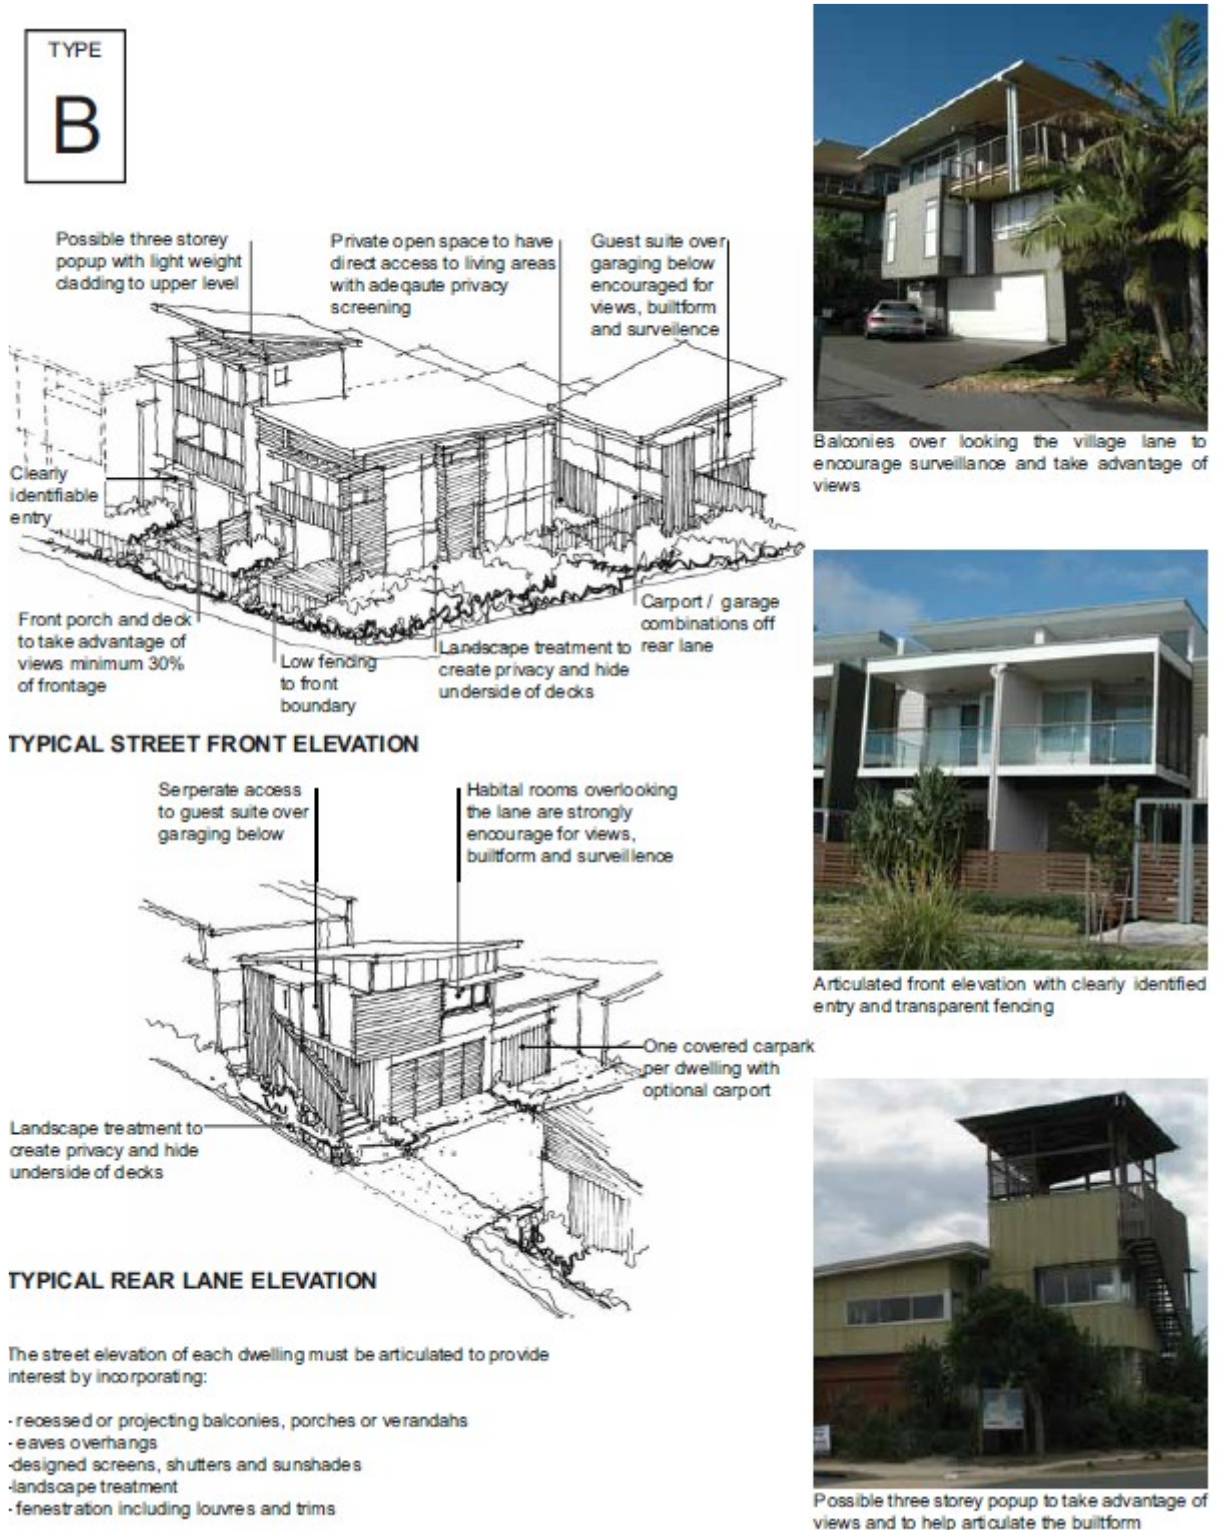 TYPE
B
Possible three storey
popup with light weight
cladding to upper level
Private open space to have
direct access to living areas
with adeqaute privacy
screening
Guest suite over
garaging below
encouraged for
views, builtform
and surveilence
Clearly
identifiable
entry
Front porch and deck
to take advantage of
views minimum 30%
of frontage
Low fencing
to front
boundary
Landscape treatment to
create privacy and hide
underside of decks
Carport / garage
combinations off
rear lane
TYPICAL STREET FRONT ELEVATION
Serperate access
to guest suite over
garaging below
Habital rooms overlooking
the lane are strongly
encourage for views,
builtform and surveillence
One covered carpark
per dwelling with
optional carport
Landscape treatment to
create privacy and hide
underside of decks
TYPICAL REAR LANE ELEVATION
The street elevation of each dwelling must be articulated to provide
interest by incorporating:
- recessed or projecting balconies, porches or verandahs
- eaves overhangs
-designed screens, shutters and sunshades
-landscape treatment
- fenestration including louvres and trims
Balconies over looking the village lane to
encourage surveillance and take advantage of
views
Articulated front elevation with clearly identified
entry and transparent fencing
Possible three storey popup to take advantage of
views and to help articulate the builtform